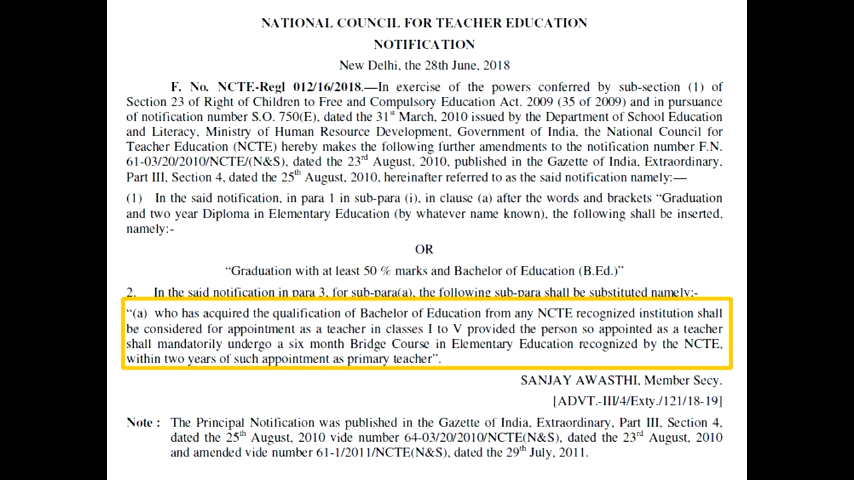 NATIONAL COUNCIL FOR TEACHER EDUCATION
NOTIFICATION
New Delhi, the 28th June, 2018
F. No. NCTE-Regl 012/16/2018.—In exercise of the powers conferred by sub-section (1) of
Section 23 of Right of Children to Free and Compulsory Education Act. 2009 (35 of 2009) and in pursuance
of notification number S.O. 750(E), dated the 31st March, 2010 issued by the Department of School Education
and Literacy, Ministry of Human Resource Development, Government of India, the National Council for
Teacher Education (NCTE) hereby makes the following further amendments to the notification number F.N.
61-03/20/2010/NCTE/(N&S), dated the 23rd August, 2010, published in the Gazette of India, Extraordinary,
Part III, Section 4, dated the 25th August, 2010, hereinafter referred to as the said notification namely:—
(1) In the said notification, in para 1 in sub-para (i), in clause (a) after the words and brackets “Graduation
and two year Diploma in Elementary Education (by whatever name known), the following shall be inserted,
namely:-
OR
“Graduation with at least 50 % marks and Bachelor of Education (B.Ed.)”
2. In the said notification in para 3, for sub-para(a), the following sub-para shall be substituted namely:-
“(a) who has acquired the qualification of Bachelor of Education from any NCTE recognized institution shall
be considered for appointment as a teacher in classes I to V provided the person so appointed as a teacher
shall mandatorily undergo a six month Bridge Course in Elementary Education recognized by the NCTE,
within two years of such appointment as primary teacher”.
SANJAY AWASTHI, Member Secy.
[ADVT.-III/4/Exty./121/18-19]
Note : The Principal Notification was published in the Gazette of India, Extraordinary, Part III, Section 4,
dated the 25th August, 2010 vide number 64-03/20/2010/NCTE(N&S), dated the 23rd August, 2010
and amended vide number 61-1/2011/NCTE(N&S), dated the 29th July, 2011.